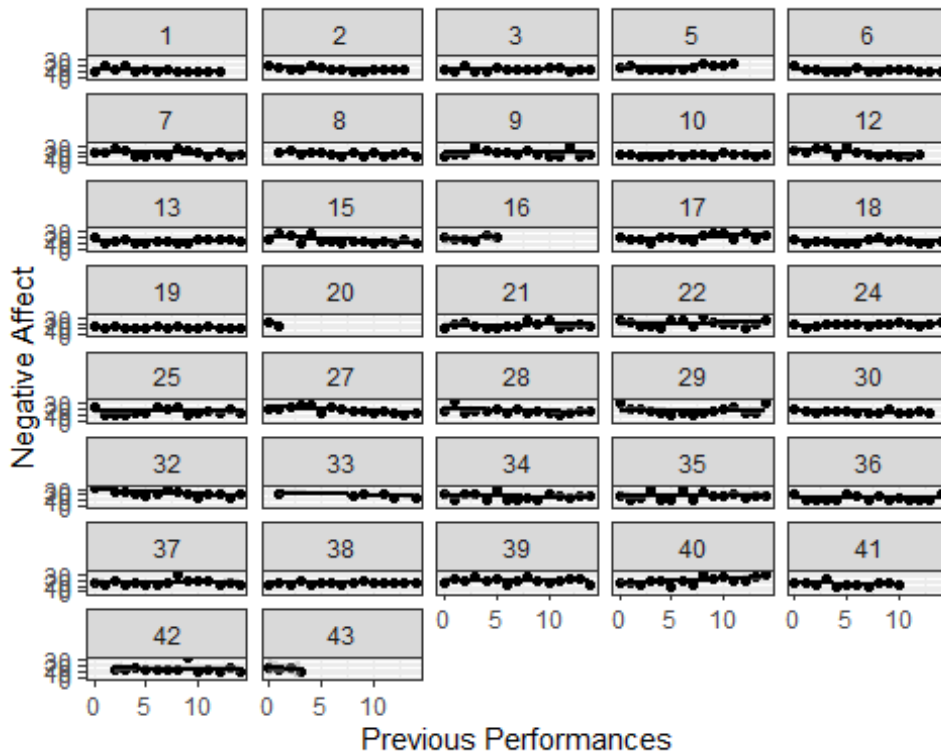 1 2 3 5 6
7 8 9 10 12
13 15 16 17 18
19 20 21 22 24
25 27 28 29 30
32 33 34 35 36
37 38 39 40 41
0 5 10 0 5 10 0 5 10
42 43
0 5 10 0 5 10
Negative Affect
Previous Performances